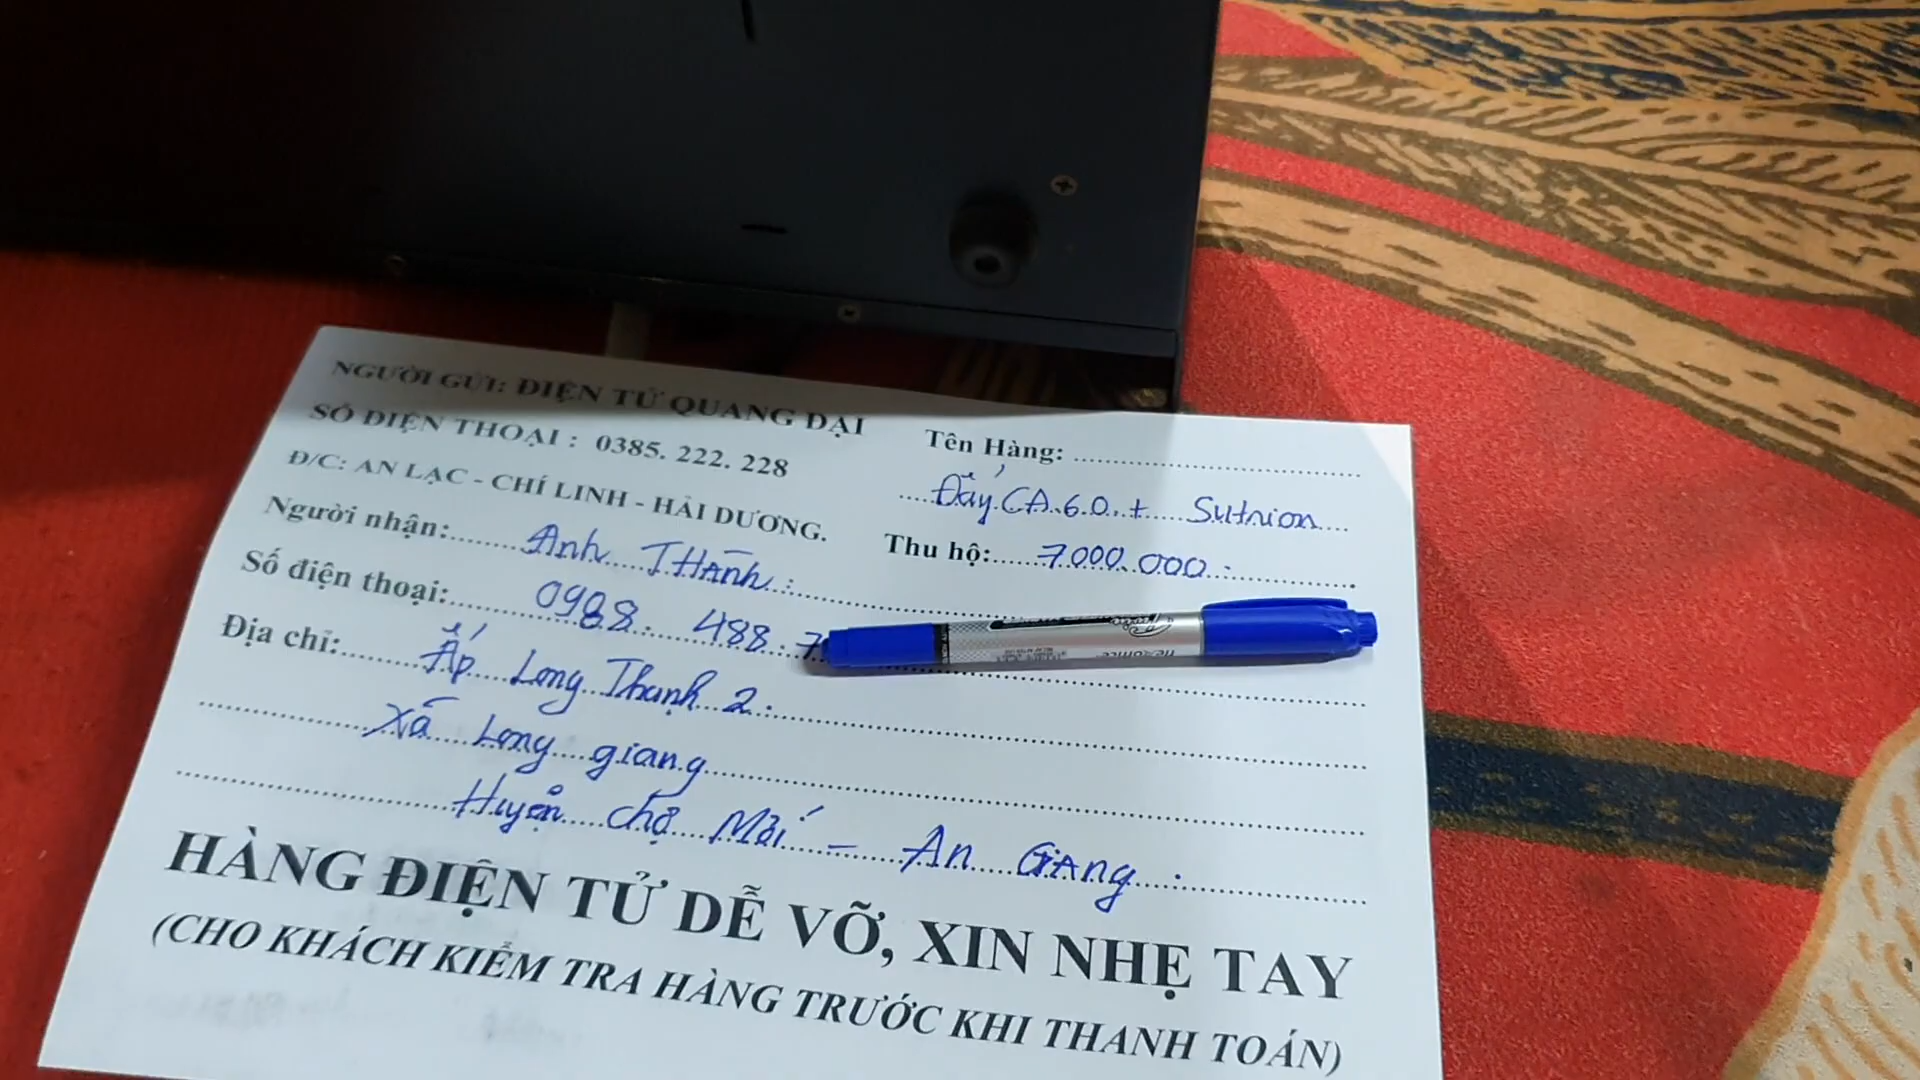 NGƯỜI GỬI: ĐIỆN TỬ QUANG ĐẠI
SỐ ĐIỆN THOẠI : 0385. 222. 228
Đ/C: AN LẠC - CHÍ LINH - HẢI DƯƠNG.
Tên Hàng:
Đẩy CA 60 + Sutrion
Thu hộ: 7000.000
Người nhận: Anh THÀNH
Số điện thoại: 0988. 488. 7
Địa chỉ: Ấp Long Thạnh 2.
Xã Long giang
Huyện Chợ Mới - An GiAng.
HÀNG ĐIỆN TỬ DỄ VỠ, XIN NHẸ TAY
(CHO KHÁCH KIỂM TRA HÀNG TRƯỚC KHI THANH TOÁN)